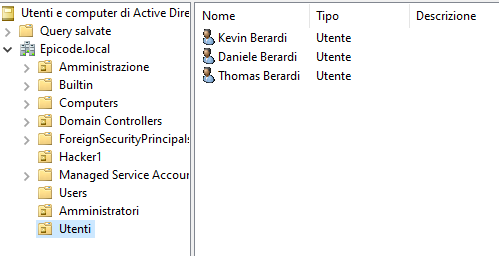 Utenti e computer di Active Dire
Query salvate
Epicode.local
Amministrazione
Builtin
Computers
Domain Controllers
ForeignSecurityPrincipals
Hacker1
Managed Service Accou
Users
Amministratori
Utenti
Nome Tipo Descrizione
Kevin Berardi Utente
Daniele Berardi Utente
Thomas Berardi Utente